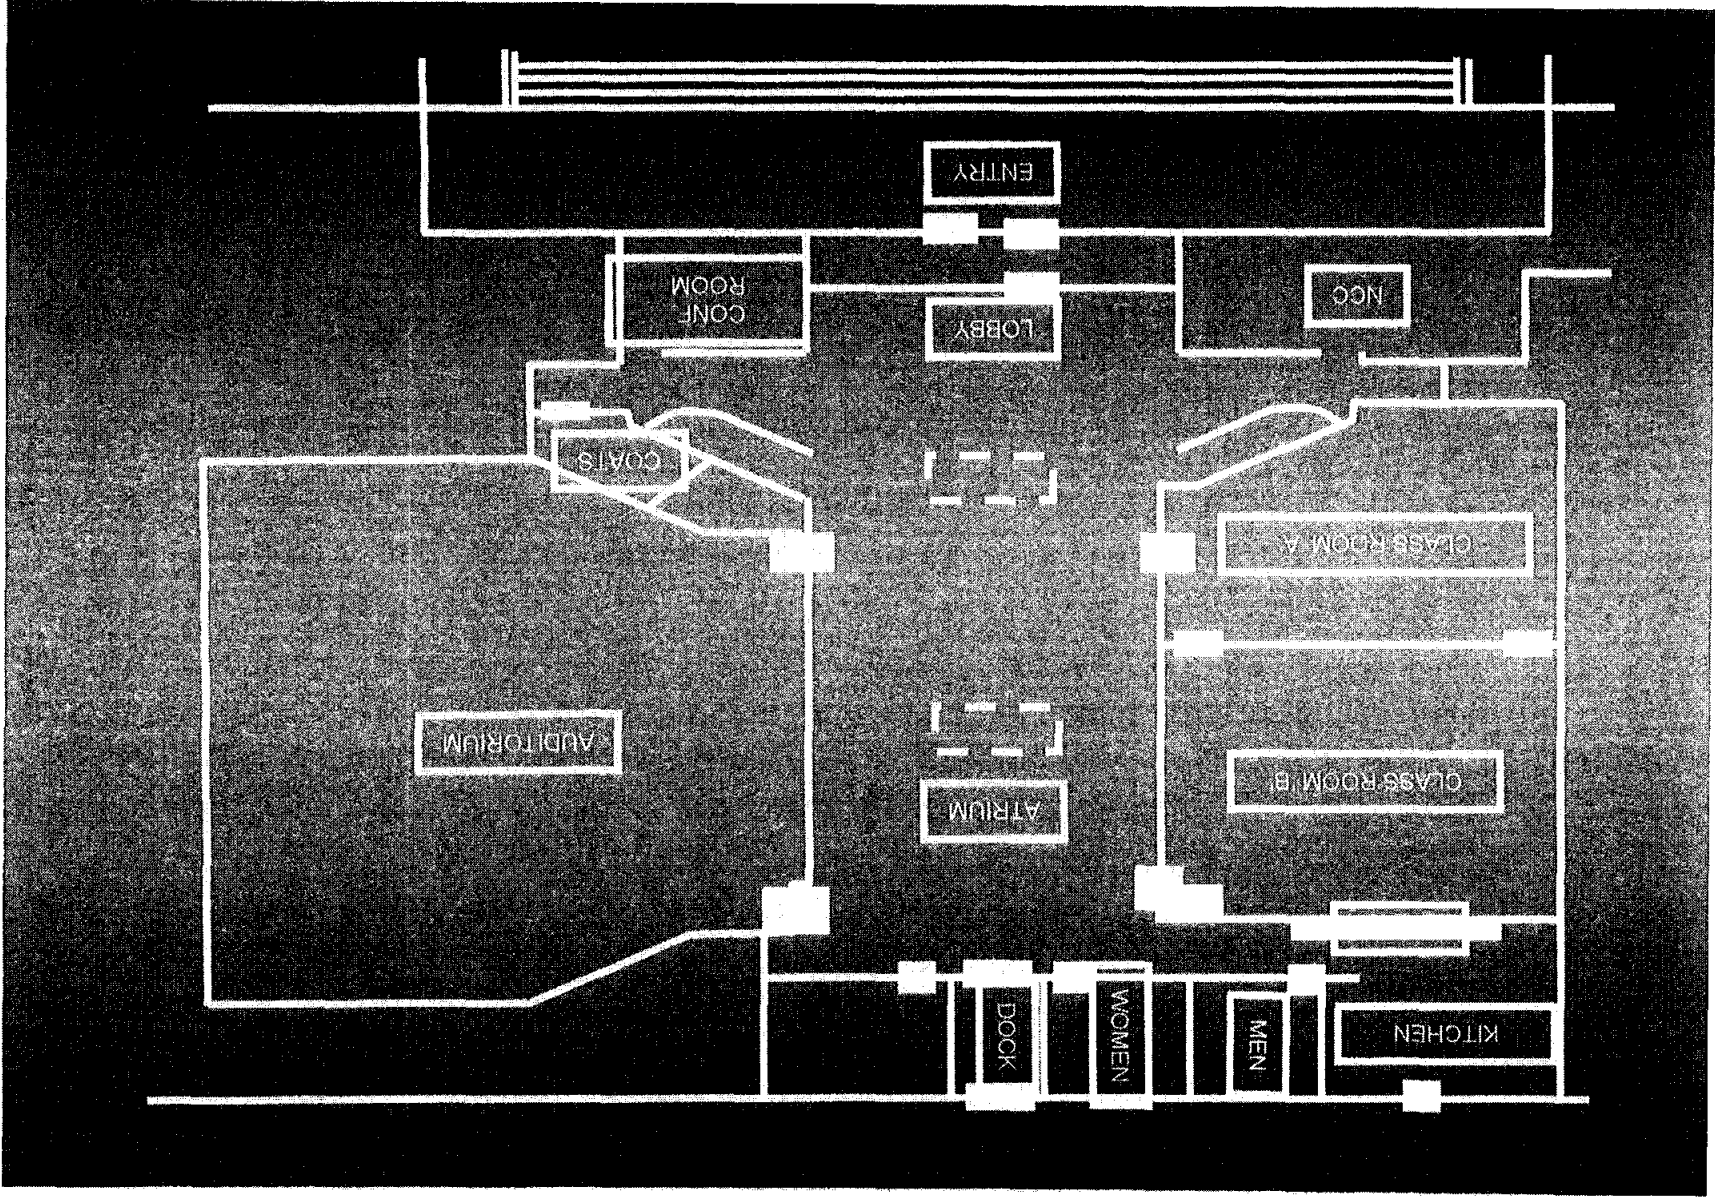 KITCHEN
MEN
WOMEN
DOCK
CLASS ROOM 'B'
ATRIUM
AUDITORIUM
CLASS ROOM 'A'
COATS
NCC
LOBBY
CONF
ROOM
ENTRY